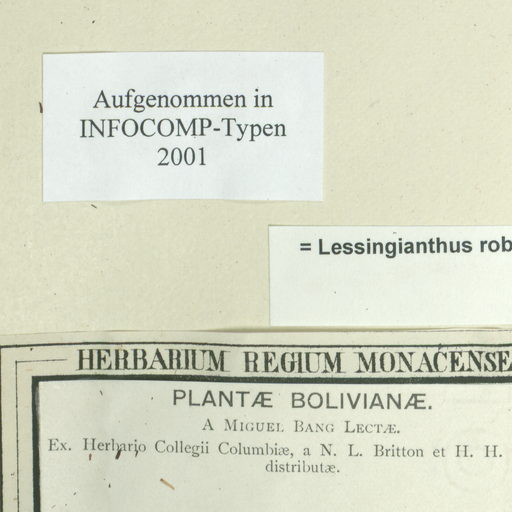 Aufgenommen in
INFOCOMP-Typen
2001
= Lessingianthus rob
HERBARIUM REGIUM MONACENSE
PLANTÆ BOLIVIANÆ.
A MIGUEL BANG LECTÆ.
Ex. Herbario Collegii Columbiæ, a N. L. Britton et H. H.
distributæ.